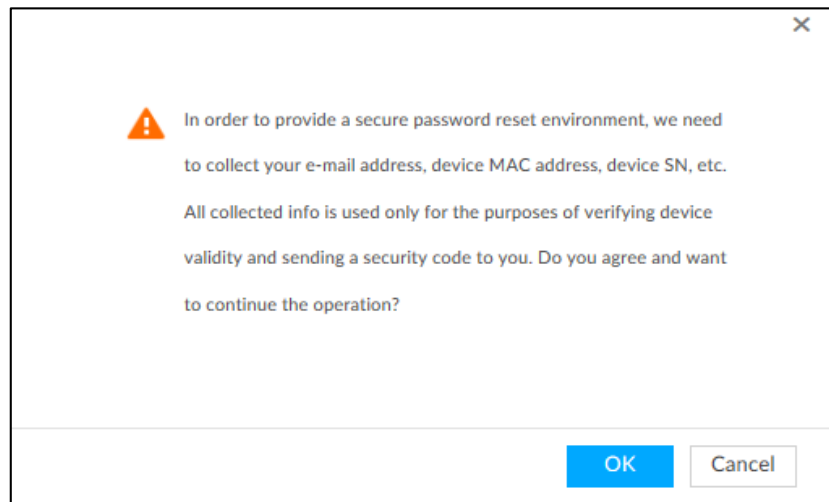 In order to provide a secure password reset environment, we need
to collect your e-mail address, device MAC address, device SN, etc.
All collected info is used only for the purposes of verifying device
validity and sending a security code to you. Do you agree and want
to continue the operation?
OK
Cancel